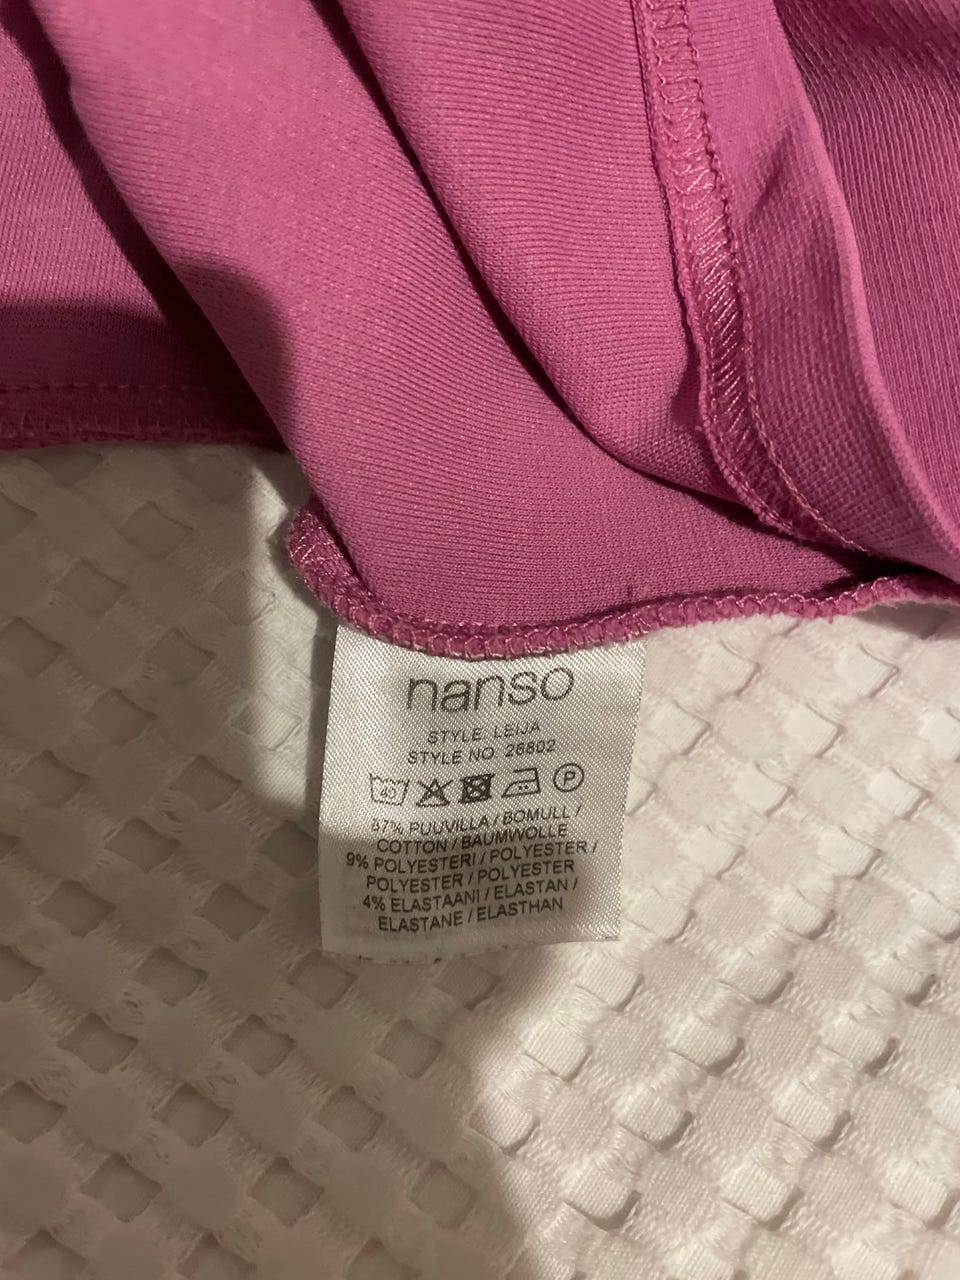 nanso
STYLE LEIJA
STYLE NO 26802
40 P
87% PUUVILLA / BOMULL /
COTTON / BAUMWOLLE
9% POLYESTERI / POLYESTER /
POLYESTER / POLYESTER
4% ELASTAANI / ELASTAN /
ELASTANE / ELASTHAN